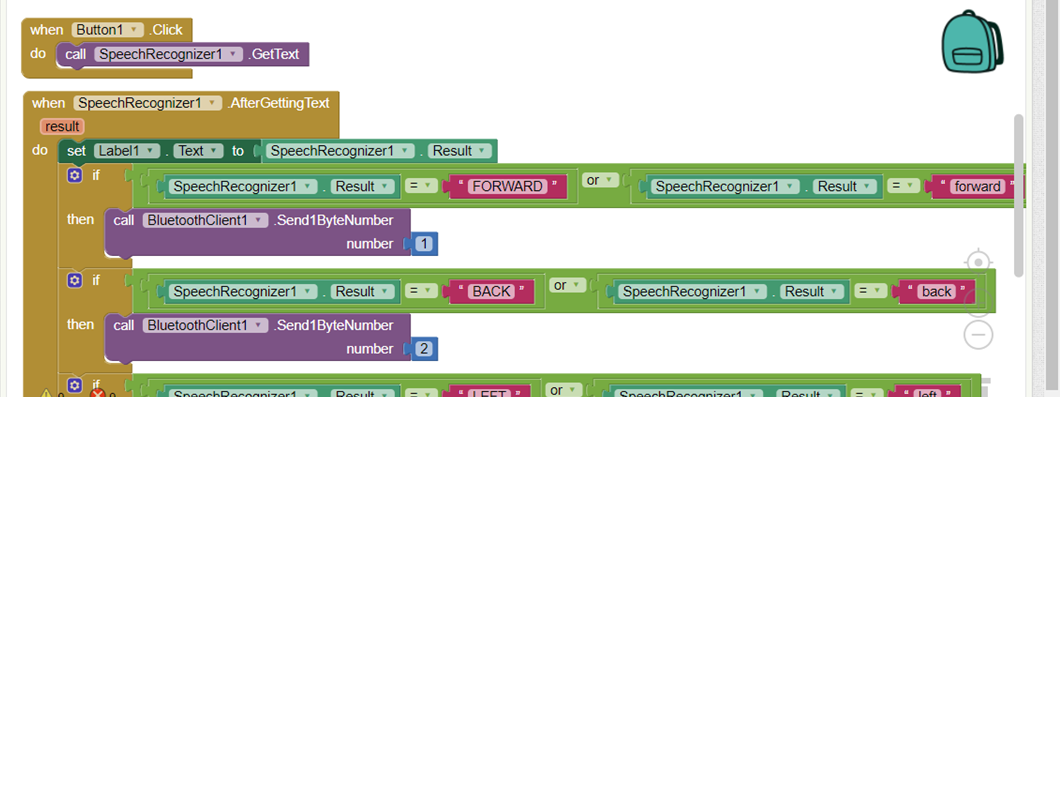 when Button1 .Click
do call SpeechRecognizer1 .GetText
when SpeechRecognizer1 .AfterGettingText
result
do set Label1 . Text to SpeechRecognizer1 . Result
if SpeechRecognizer1 . Result = " FORWARD " or SpeechRecognizer1 . Result = " forward "
then call BluetoothClient1 .Send1ByteNumber
number 1
if SpeechRecognizer1 . Result = " BACK " or SpeechRecognizer1 . Result = " back "
then call BluetoothClient1 .Send1ByteNumber
number 2
if SpeechRecognizer1 . Result = " LEFT " or SpeechRecognizer1 . Result = " left "